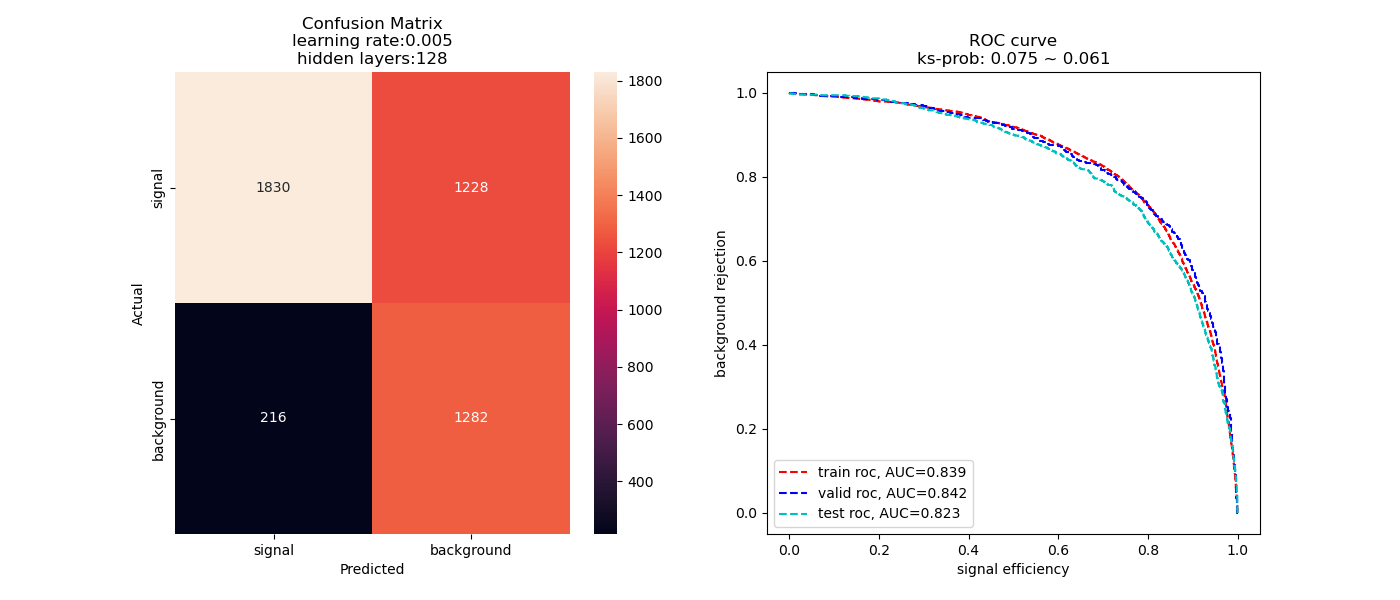 Confusion Matrix
learning rate:0.005
hidden layers:128
signal
background
Actual
1830
1228
216
1282
signal
background
Predicted
1800
1600
1400
1200
1000
800
600
400
ROC curve
ks-prob: 0.075 ~ 0.061
background rejection
1.0
0.8
0.6
0.4
0.2
0.0
train roc, AUC=0.839
valid roc, AUC=0.842
test roc, AUC=0.823
0.0 0.2 0.4 0.6 0.8 1.0
signal efficiency